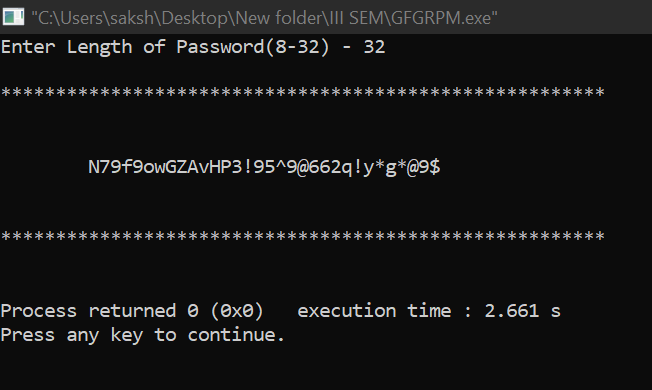 "C:\Users\saksh\Desktop\New folder\III SEM\GFGRPM.exe"
Enter Length of Password(8-32) - 32
*******************************************************
N79f9owGZAvHP3!95^9@662q!y*g*@9$
*******************************************************
Process returned 0 (0x0)   execution time : 2.661 s
Press any key to continue.